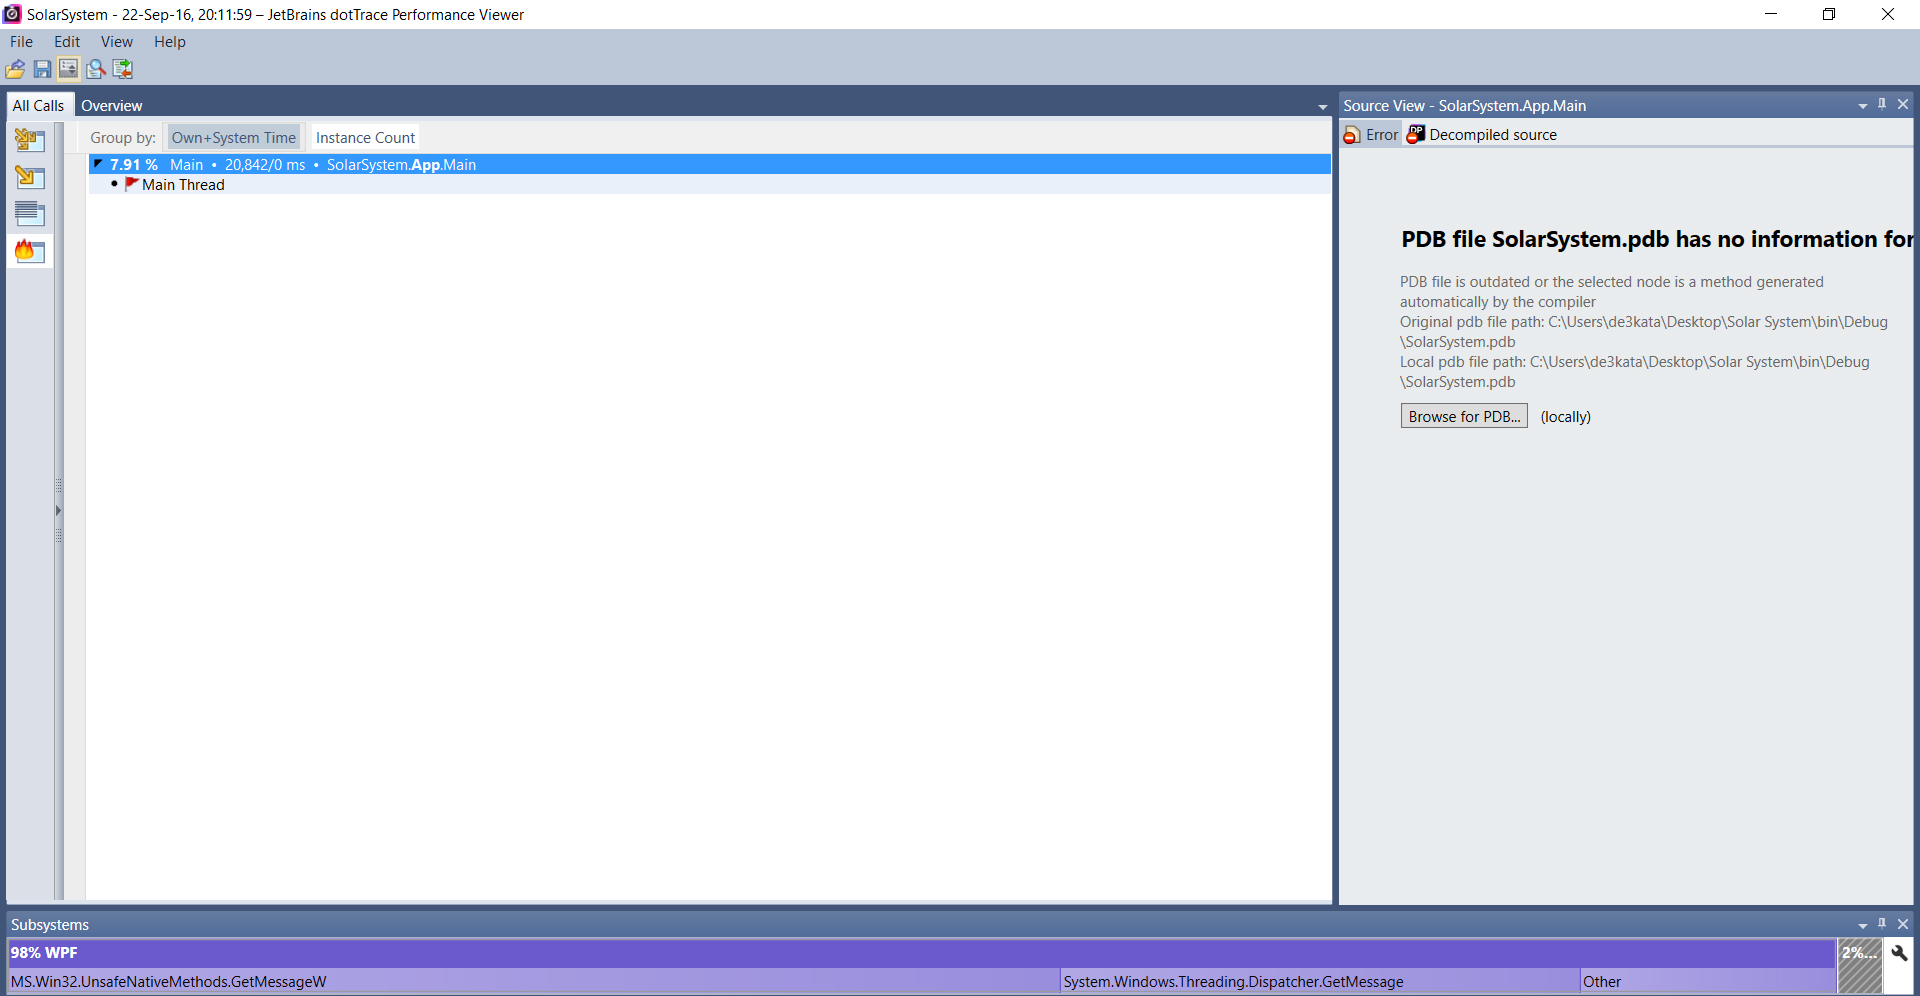 SolarSystem - 22-Sep-16, 20:11:59 – JetBrains dotTrace Performance Viewer
File Edit View Help
All Calls Overview
Group by: Own+System Time Instance Count
7.91 % Main • 20,842/0 ms • SolarSystem.App.Main
Main Thread
Source View - SolarSystem.App.Main
Error DP Decompiled source
PDB file SolarSystem.pdb has no information for
PDB file is outdated or the selected node is a method generated
automatically by the compiler
Original pdb file path: C:\Users\de3kata\Desktop\Solar System\bin\Debug
\SolarSystem.pdb
Local pdb file path: C:\Users\de3kata\Desktop\Solar System\bin\Debug
\SolarSystem.pdb
Browse for PDB... (locally)
Subsystems
98% WPF 2%...
MS.Win32.UnsafeNativeMethods.GetMessageW System.Windows.Threading.Dispatcher.GetMessage Other